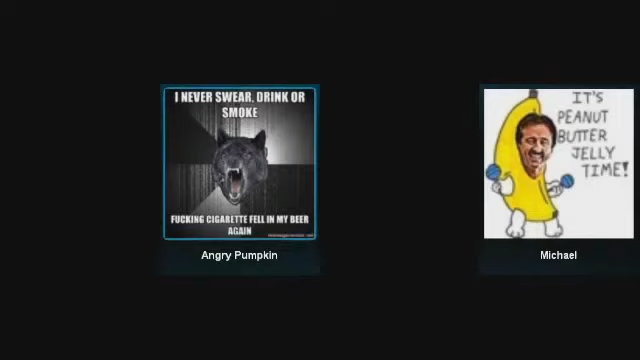 I NEVER SWEAR, DRINK OR
SMOKE
FUCKING CIGARETTE FELL IN MY BEER
AGAIN
Angry Pumpkin
IT'S
PEANUT
BUTTER
JELLY
TIME!
Michael